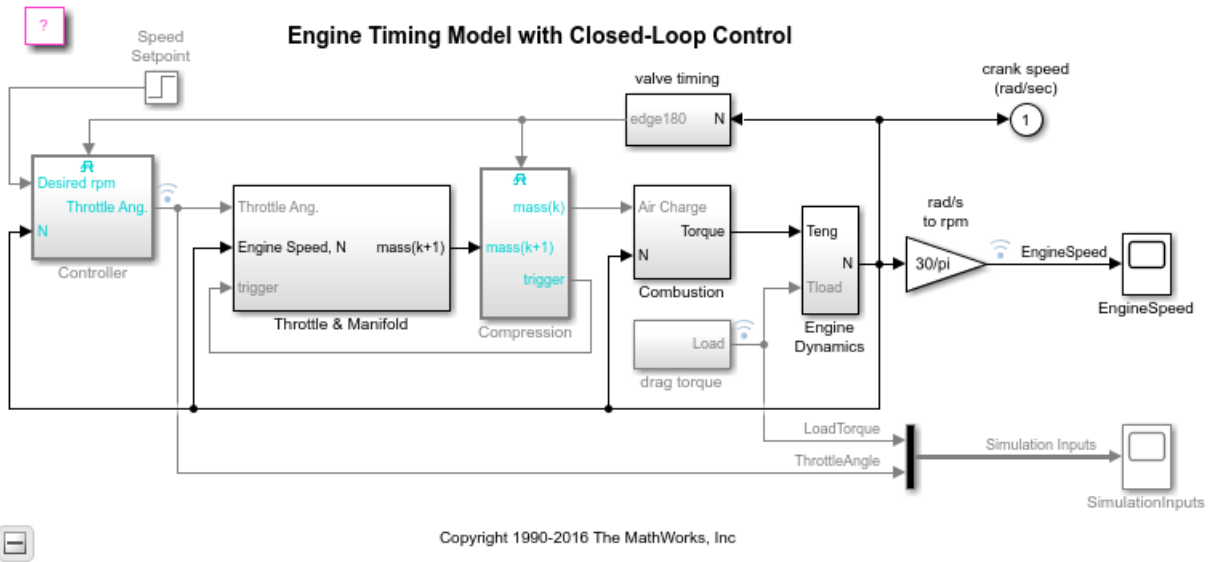 ?
Engine Timing Model with Closed-Loop Control
Speed
Setpoint
valve timing
edge180
N
crank speed
(rad/sec)
1
Desired rpm
Throttle Ang.
N
Controller
Throttle Ang.
Engine Speed, N
mass(k+1)
trigger
Throttle & Manifold
mass(k)
mass(k+1)
trigger
Compression
Air Charge
Torque
N
Combustion
Load
drag torque
Teng
N
Tload
Engine
Dynamics
rad/s
to rpm
30/pi
EngineSpeed
EngineSpeed
LoadTorque
ThrottleAngle
Simulation Inputs
SimulationInputs
Copyright 1990-2016 The MathWorks, Inc